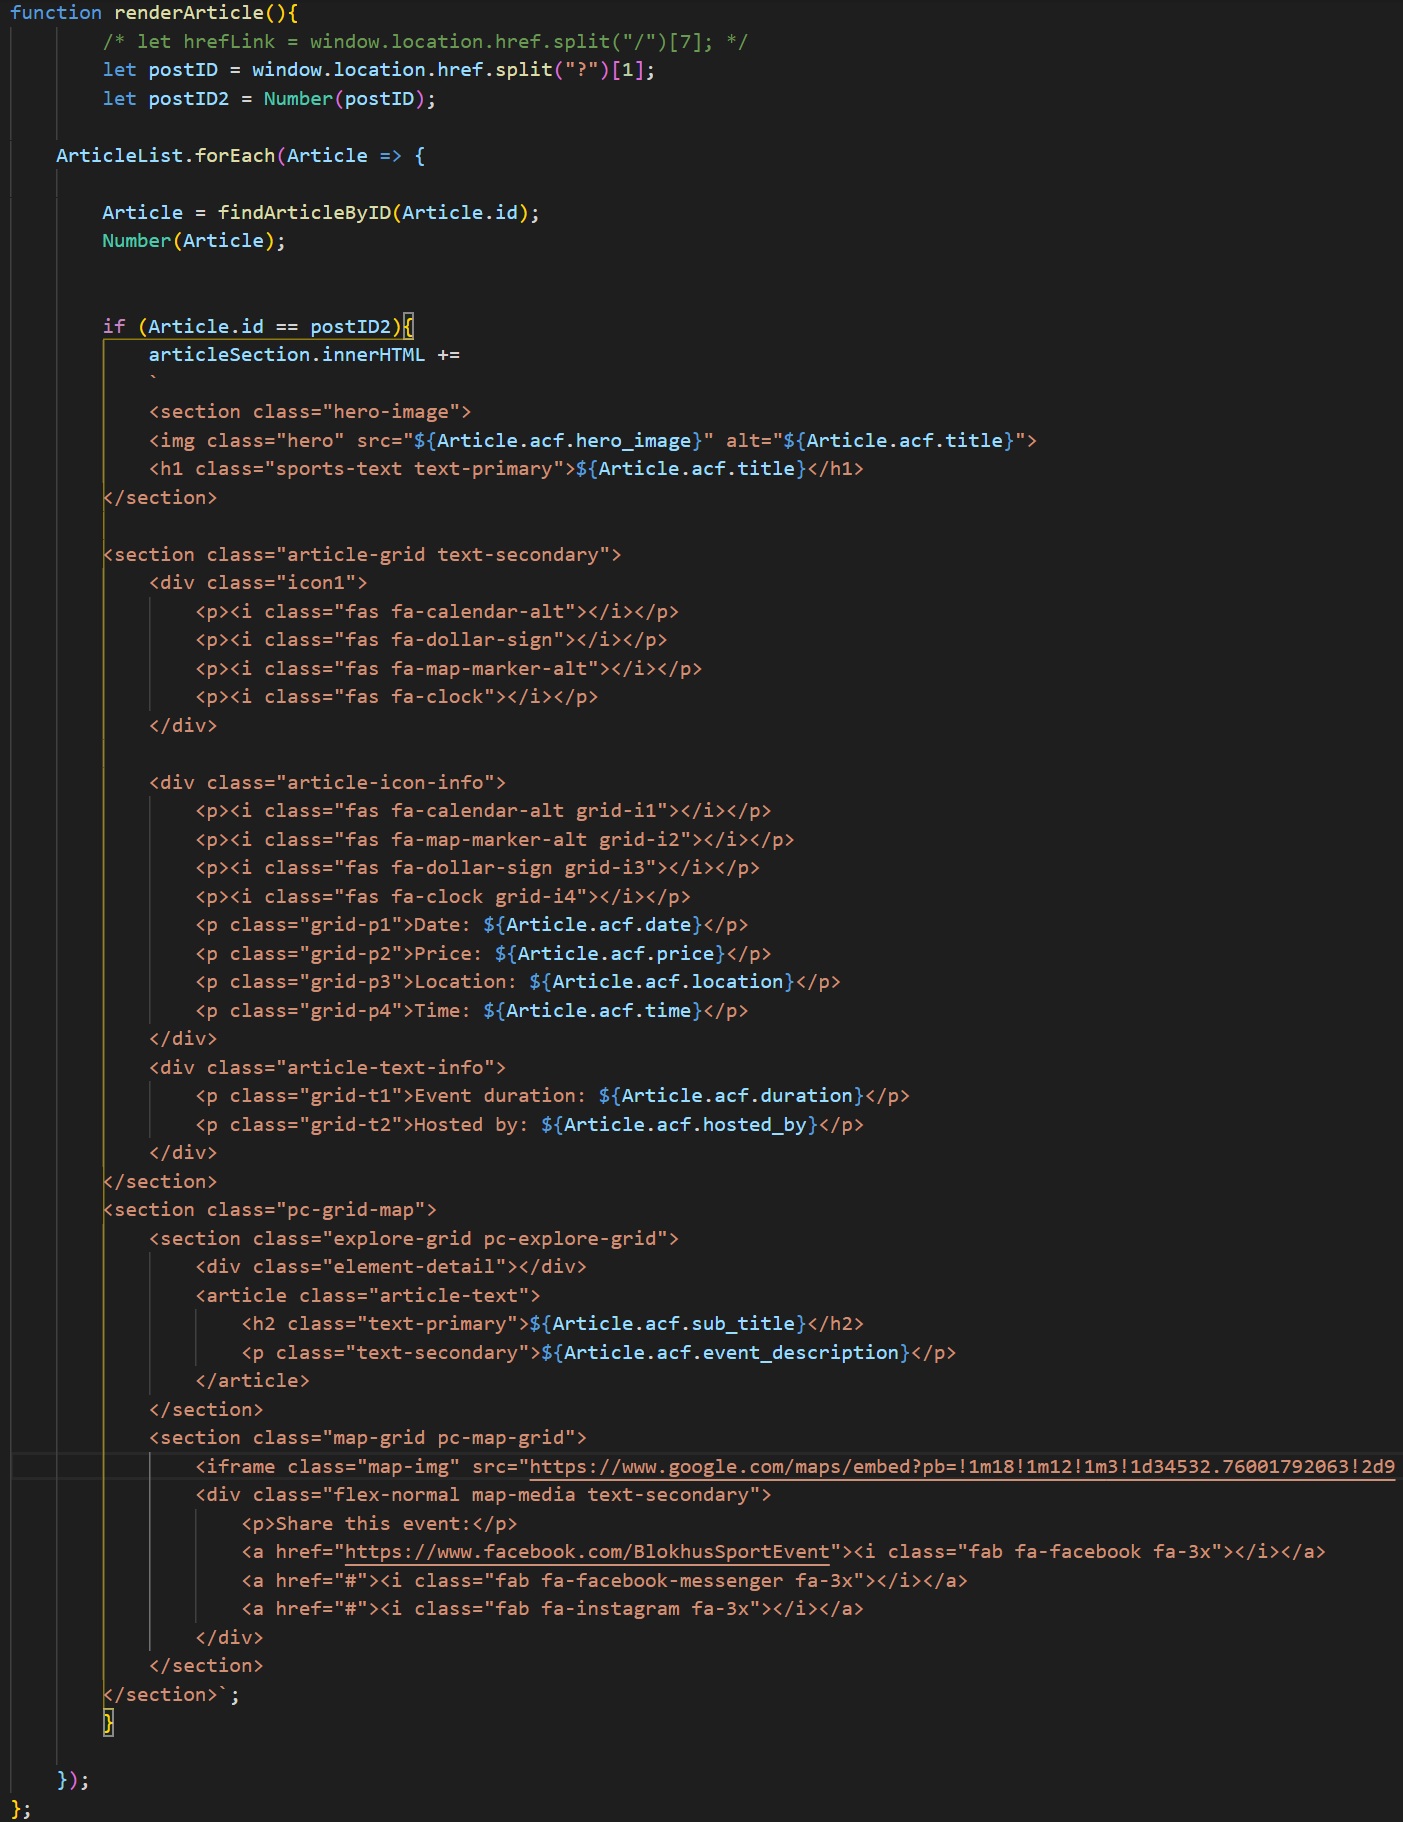 function renderArticle(){
/* let hrefLink = window.location.href.split("/")[7]; */
let postID = window.location.href.split("?")[1];
let postID2 = Number(postID);
ArticleList.forEach(Article => {
Article = findArticleByID(Article.id);
Number(Article);
if (Article.id == postID2){
articleSection.innerHTML +=
`
<section class="hero-image">
<img class="hero" src="${Article.acf.hero_image}" alt="${Article.acf.title}">
<h1 class="sports-text text-primary">${Article.acf.title}</h1>
</section>
<section class="article-grid text-secondary">
<div class="icon1">
<p><i class="fas fa-calendar-alt"></i></p>
<p><i class="fas fa-dollar-sign"></i></p>
<p><i class="fas fa-map-marker-alt"></i></p>
<p><i class="fas fa-clock"></i></p>
</div>
<div class="article-icon-info">
<p><i class="fas fa-calendar-alt grid-i1"></i></p>
<p><i class="fas fa-map-marker-alt grid-i2"></i></p>
<p><i class="fas fa-dollar-sign grid-i3"></i></p>
<p><i class="fas fa-clock grid-i4"></i></p>
<p class="grid-p1">Date: ${Article.acf.date}</p>
<p class="grid-p2">Price: ${Article.acf.price}</p>
<p class="grid-p3">Location: ${Article.acf.location}</p>
<p class="grid-p4">Time: ${Article.acf.time}</p>
</div>
<div class="article-text-info">
<p class="grid-t1">Event duration: ${Article.acf.duration}</p>
<p class="grid-t2">Hosted by: ${Article.acf.hosted_by}</p>
</div>
</section>
<section class="pc-grid-map">
<section class="explore-grid pc-explore-grid">
<div class="element-detail"></div>
<article class="article-text">
<h2 class="text-primary">${Article.acf.sub_title}</h2>
<p class="text-secondary">${Article.acf.event_description}</p>
</article>
</section>
<section class="map-grid pc-map-grid">
<iframe class="map-img" src="https://www.google.com/maps/embed?pb=!1m18!1m12!1m3!1d34532.76001792063!2d9
<div class="flex-normal map-media text-secondary">
<p>Share this event:</p>
<a href="https://www.facebook.com/BlokhusSportEvent"><i class="fab fa-facebook fa-3x"></i></a>
<a href="#"><i class="fab fa-facebook-messenger fa-3x"></i></a>
<a href="#"><i class="fab fa-instagram fa-3x"></i></a>
</div>
</section>
</section>`;
}
});
};